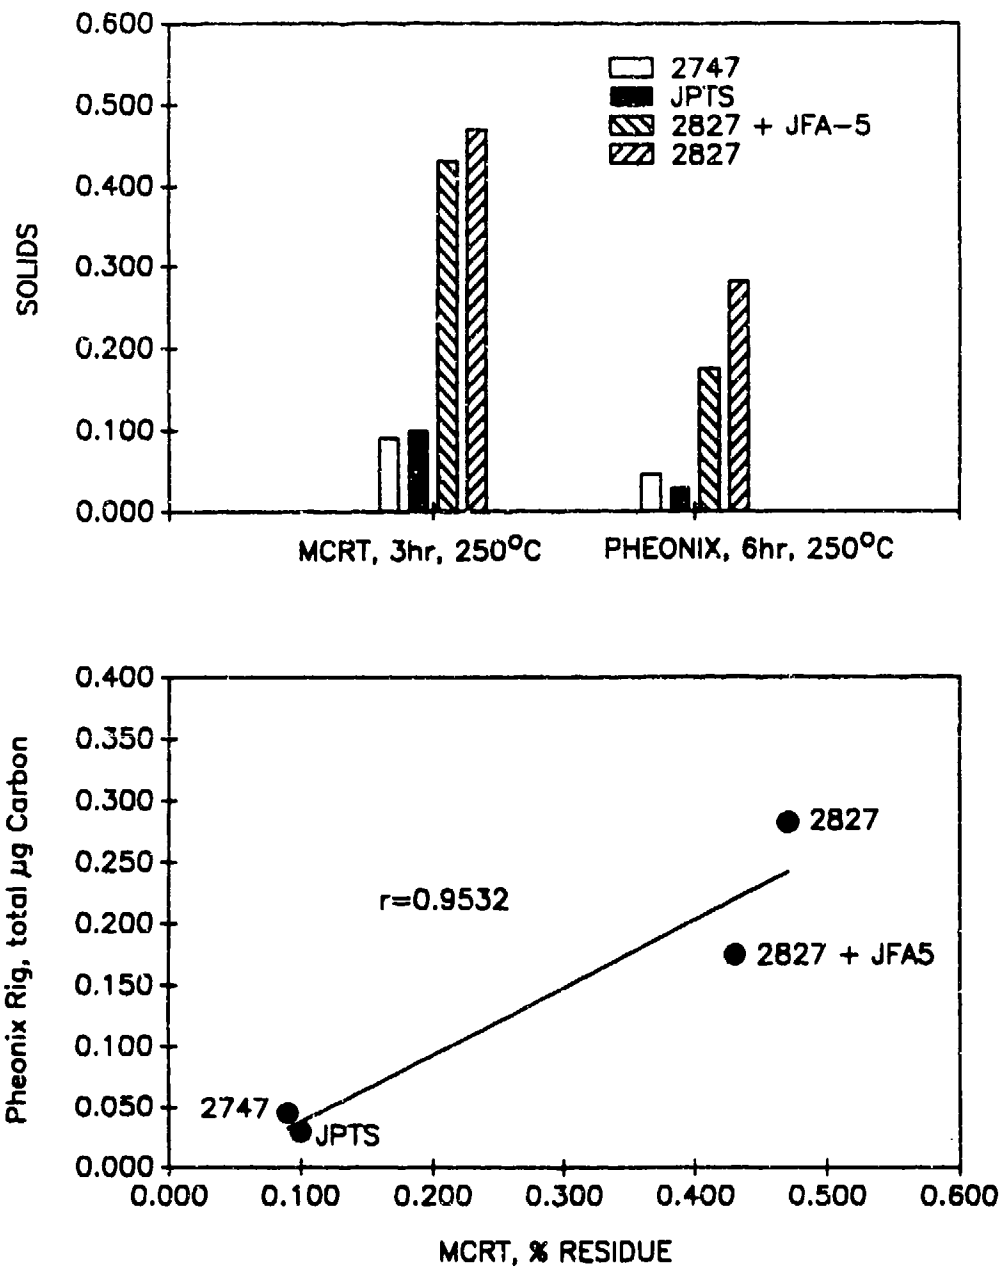 0.600
0.500
0.400
0.300
0.200
0.100
0.000
SOLIDS
2747
JPTS
2827 + JFA-5
2827
MCRT, 3hr, 250°C
PHEONIX, 6hr, 250°C
0.400
0.350
0.300
0.250
0.200
0.150
0.100
0.050
0.000
Pheonix Rig, total µg Carbon
2827
r=0.9532
2827 + JFA5
2747
JPTS
0.000 0.100 0.200 0.300 0.400 0.500 0.600
MCRT, % RESIDUE